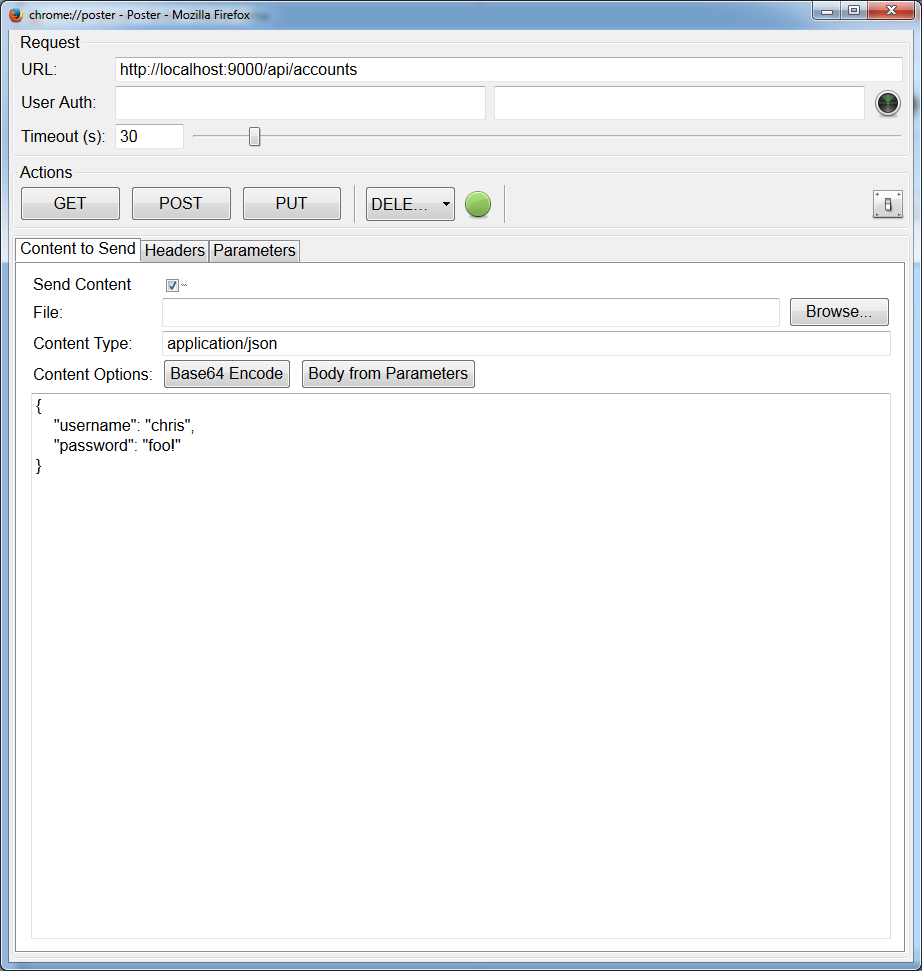 chrome://poster - Poster - Mozilla Firefox
Request
URL: http://localhost:9000/api/accounts
User Auth:
Timeout (s): 30
Actions
GET POST PUT DELE...
Content to Send Headers Parameters
Send Content
File: Browse...
Content Type: application/json
Content Options: Base64 Encode Body from Parameters
{
"username": "chris",
"password": "foo!"
}